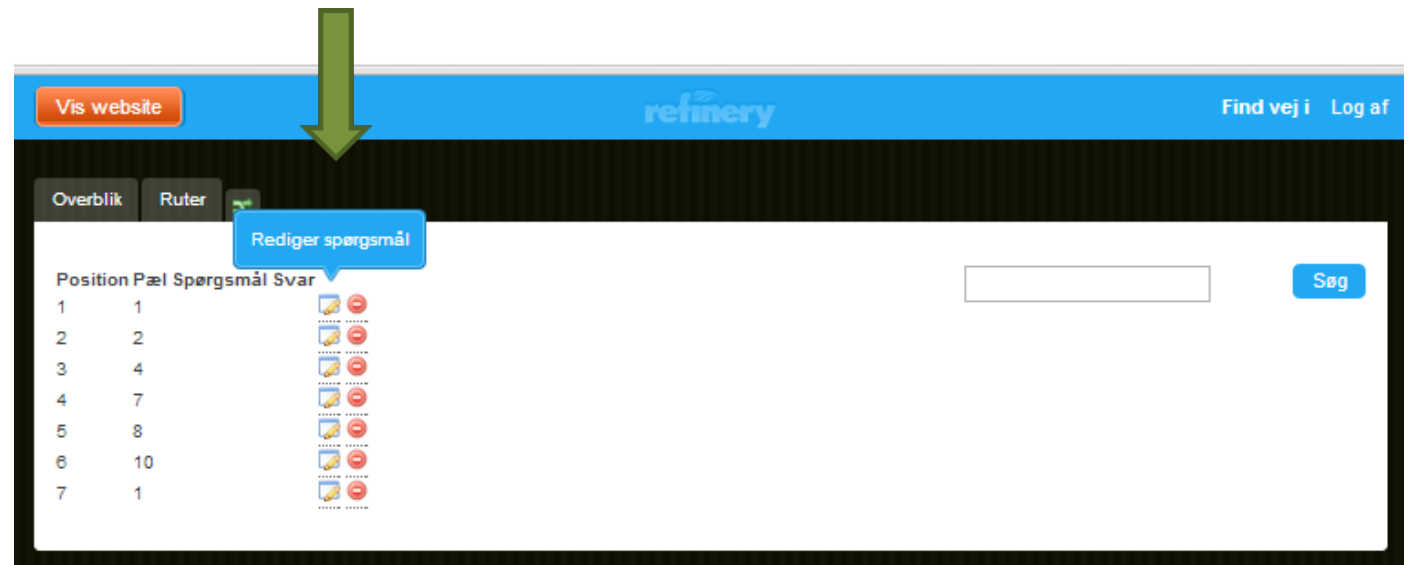 Vis website
refinery
Find vej i Log af
Overblik Ruter
Rediger spørgsmål
Position Pæl Spørgsmål Svar
Søg
1 1
2 2
3 4
4 7
5 8
6 10
7 1